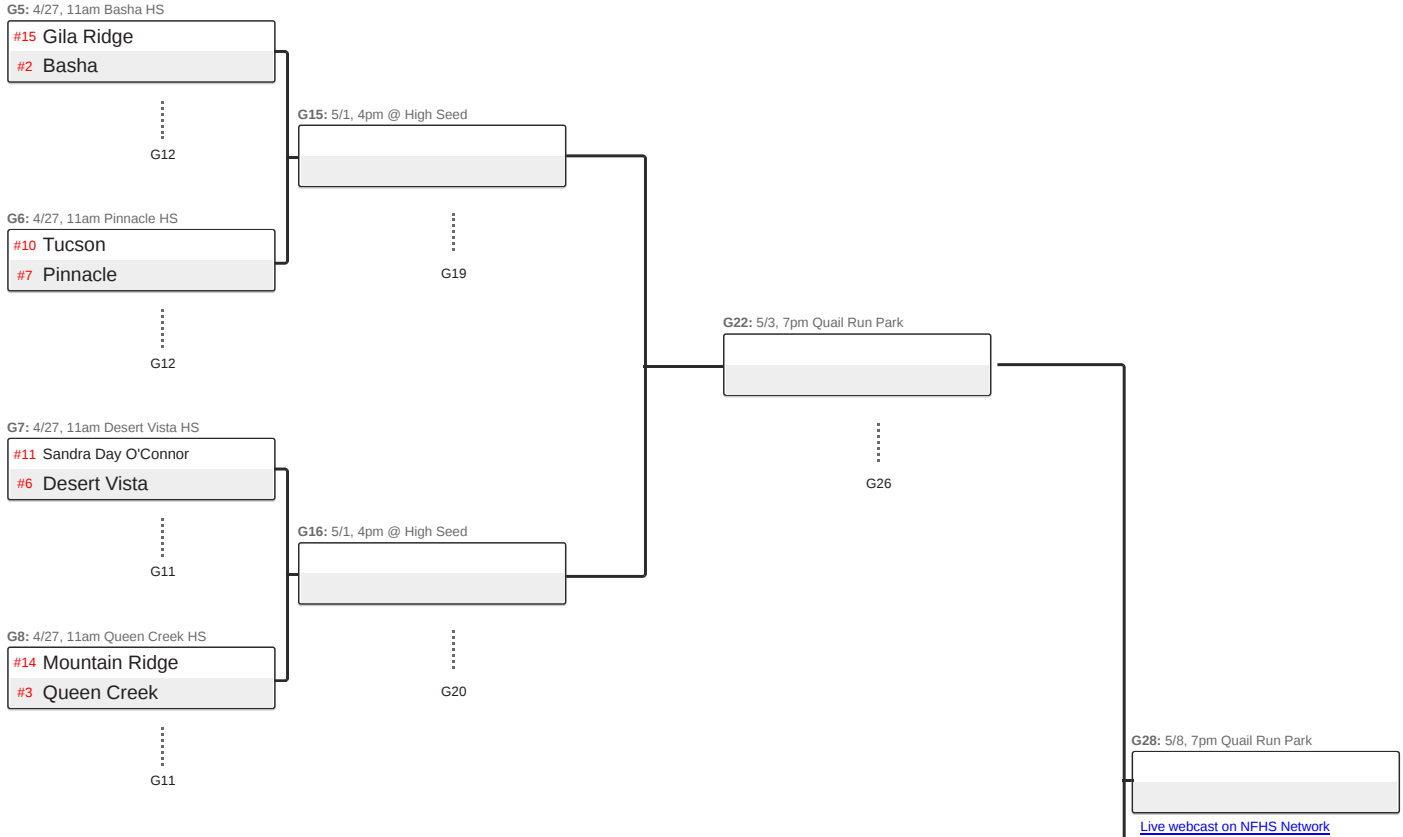 G5: 4/27, 11am Basha HS
#15 Gila Ridge
#2 Basha
G12
G15: 5/1, 4pm @ High Seed
G6: 4/27, 11am Pinnacle HS
#10 Tucson
#7 Pinnacle
G19
G12
G22: 5/3, 7pm Quail Run Park
G7: 4/27, 11am Desert Vista HS
#11 Sandra Day O'Connor
#6 Desert Vista
G26
G11
G16: 5/1, 4pm @ High Seed
G8: 4/27, 11am Queen Creek HS
#14 Mountain Ridge
#3 Queen Creek
G20
G11
G28: 5/8, 7pm Quail Run Park
Live webcast on NFHS Network